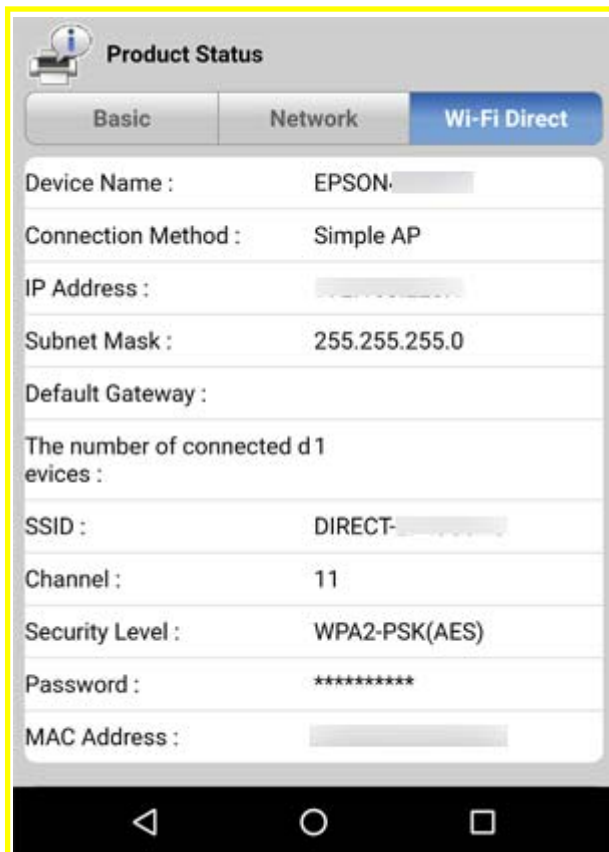 Product Status
Basic Network Wi-Fi Direct
Device Name : EPSON
Connection Method : Simple AP
IP Address :
Subnet Mask : 255.255.255.0
Default Gateway :
The number of connected d 1
evices :
SSID : DIRECT-
Channel : 11
Security Level : WPA2-PSK(AES)
Password : **********
MAC Address :